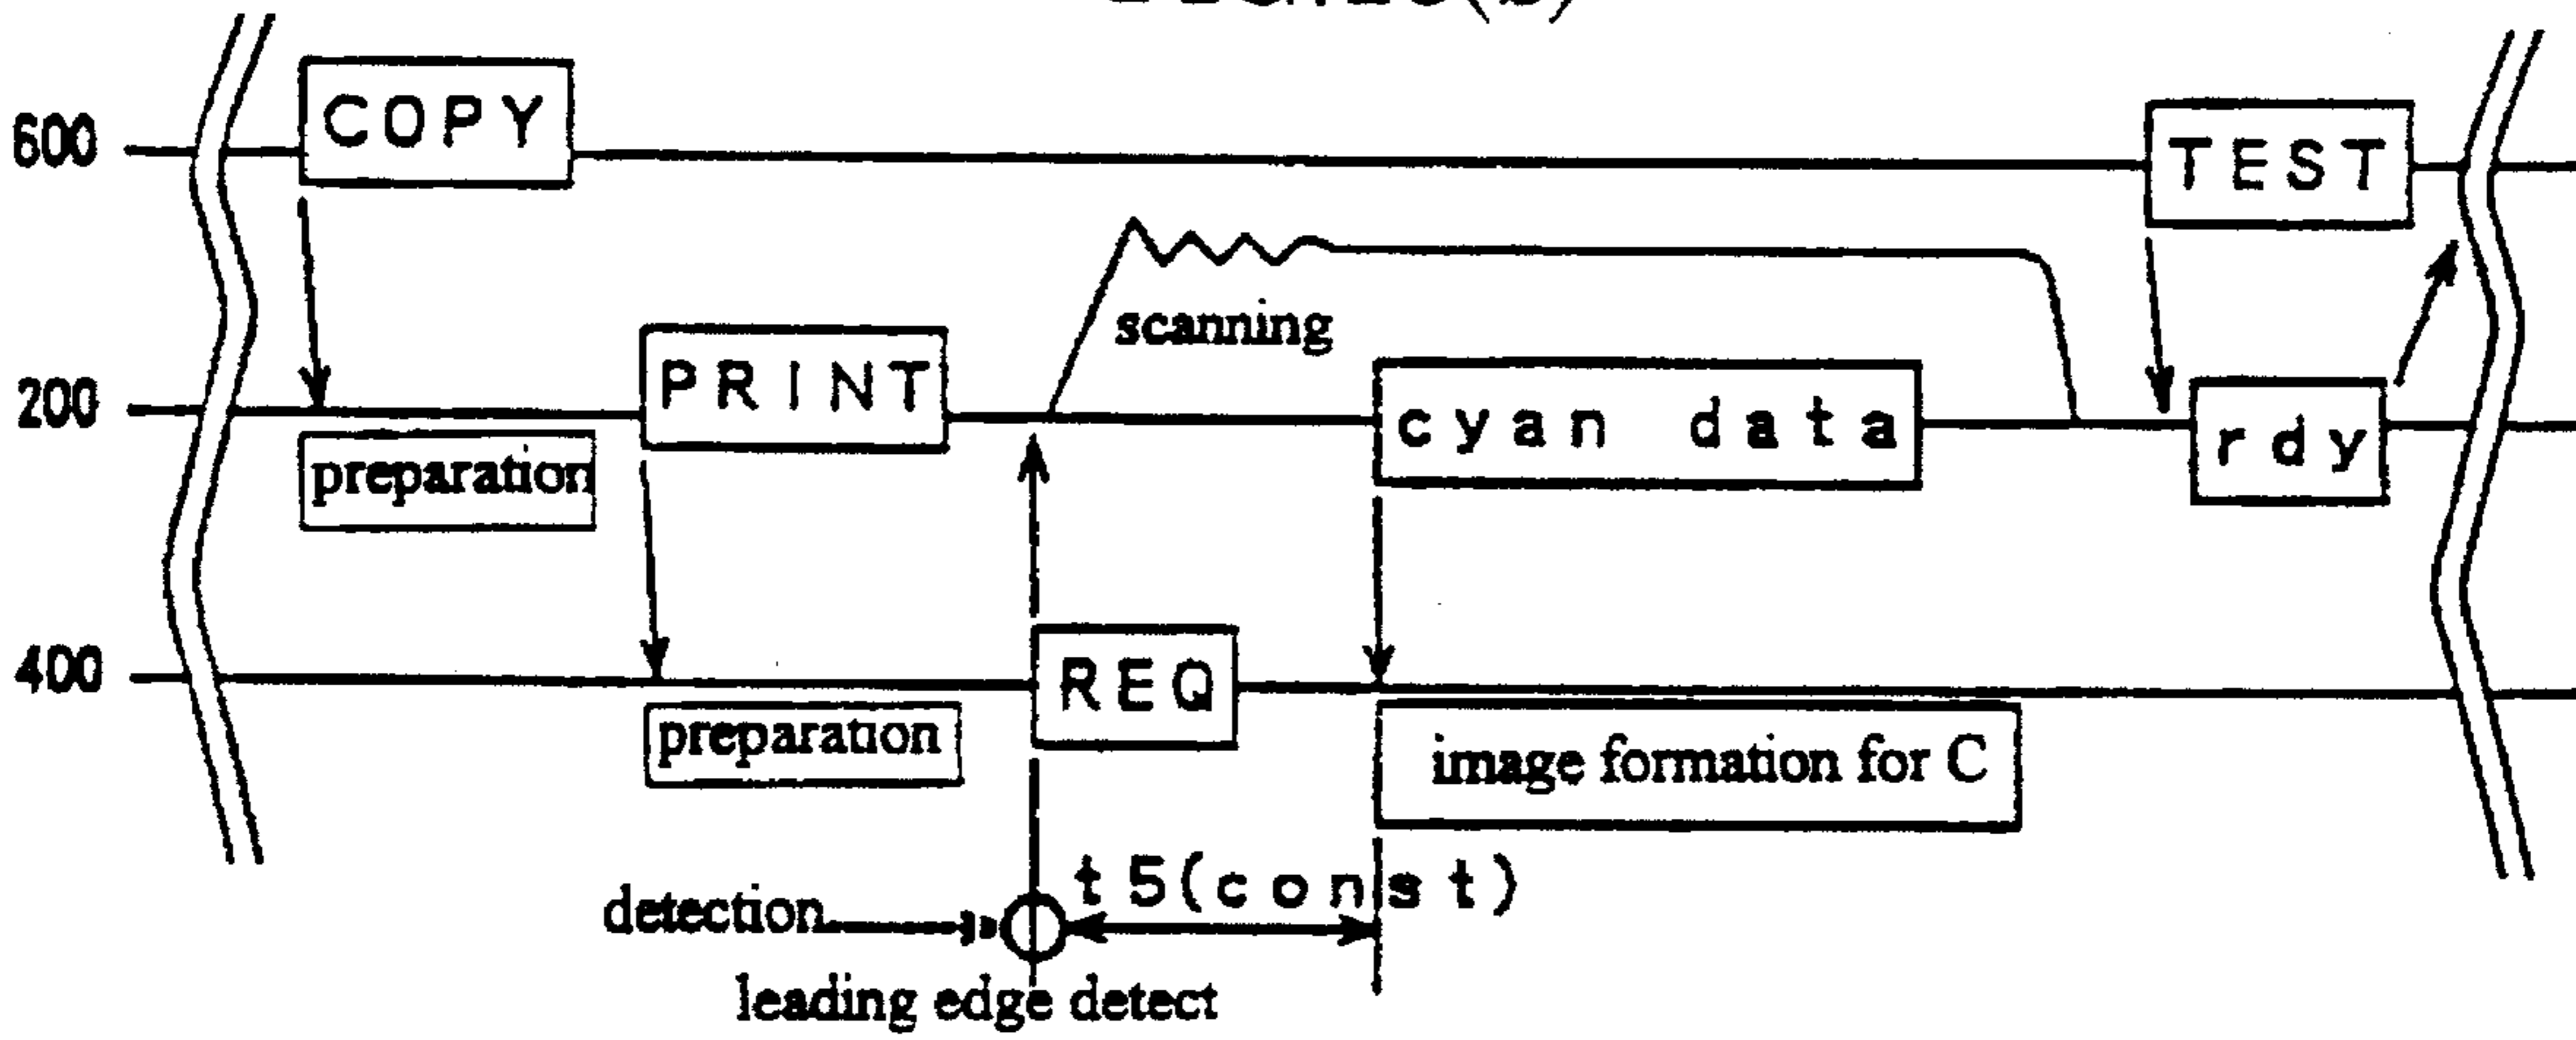 600
COPY
TEST
scanning
200
PRINT
cyan data
rdy
preparation
400
REQ
preparation
image formation for C
t5(const)
detection
leading edge detect